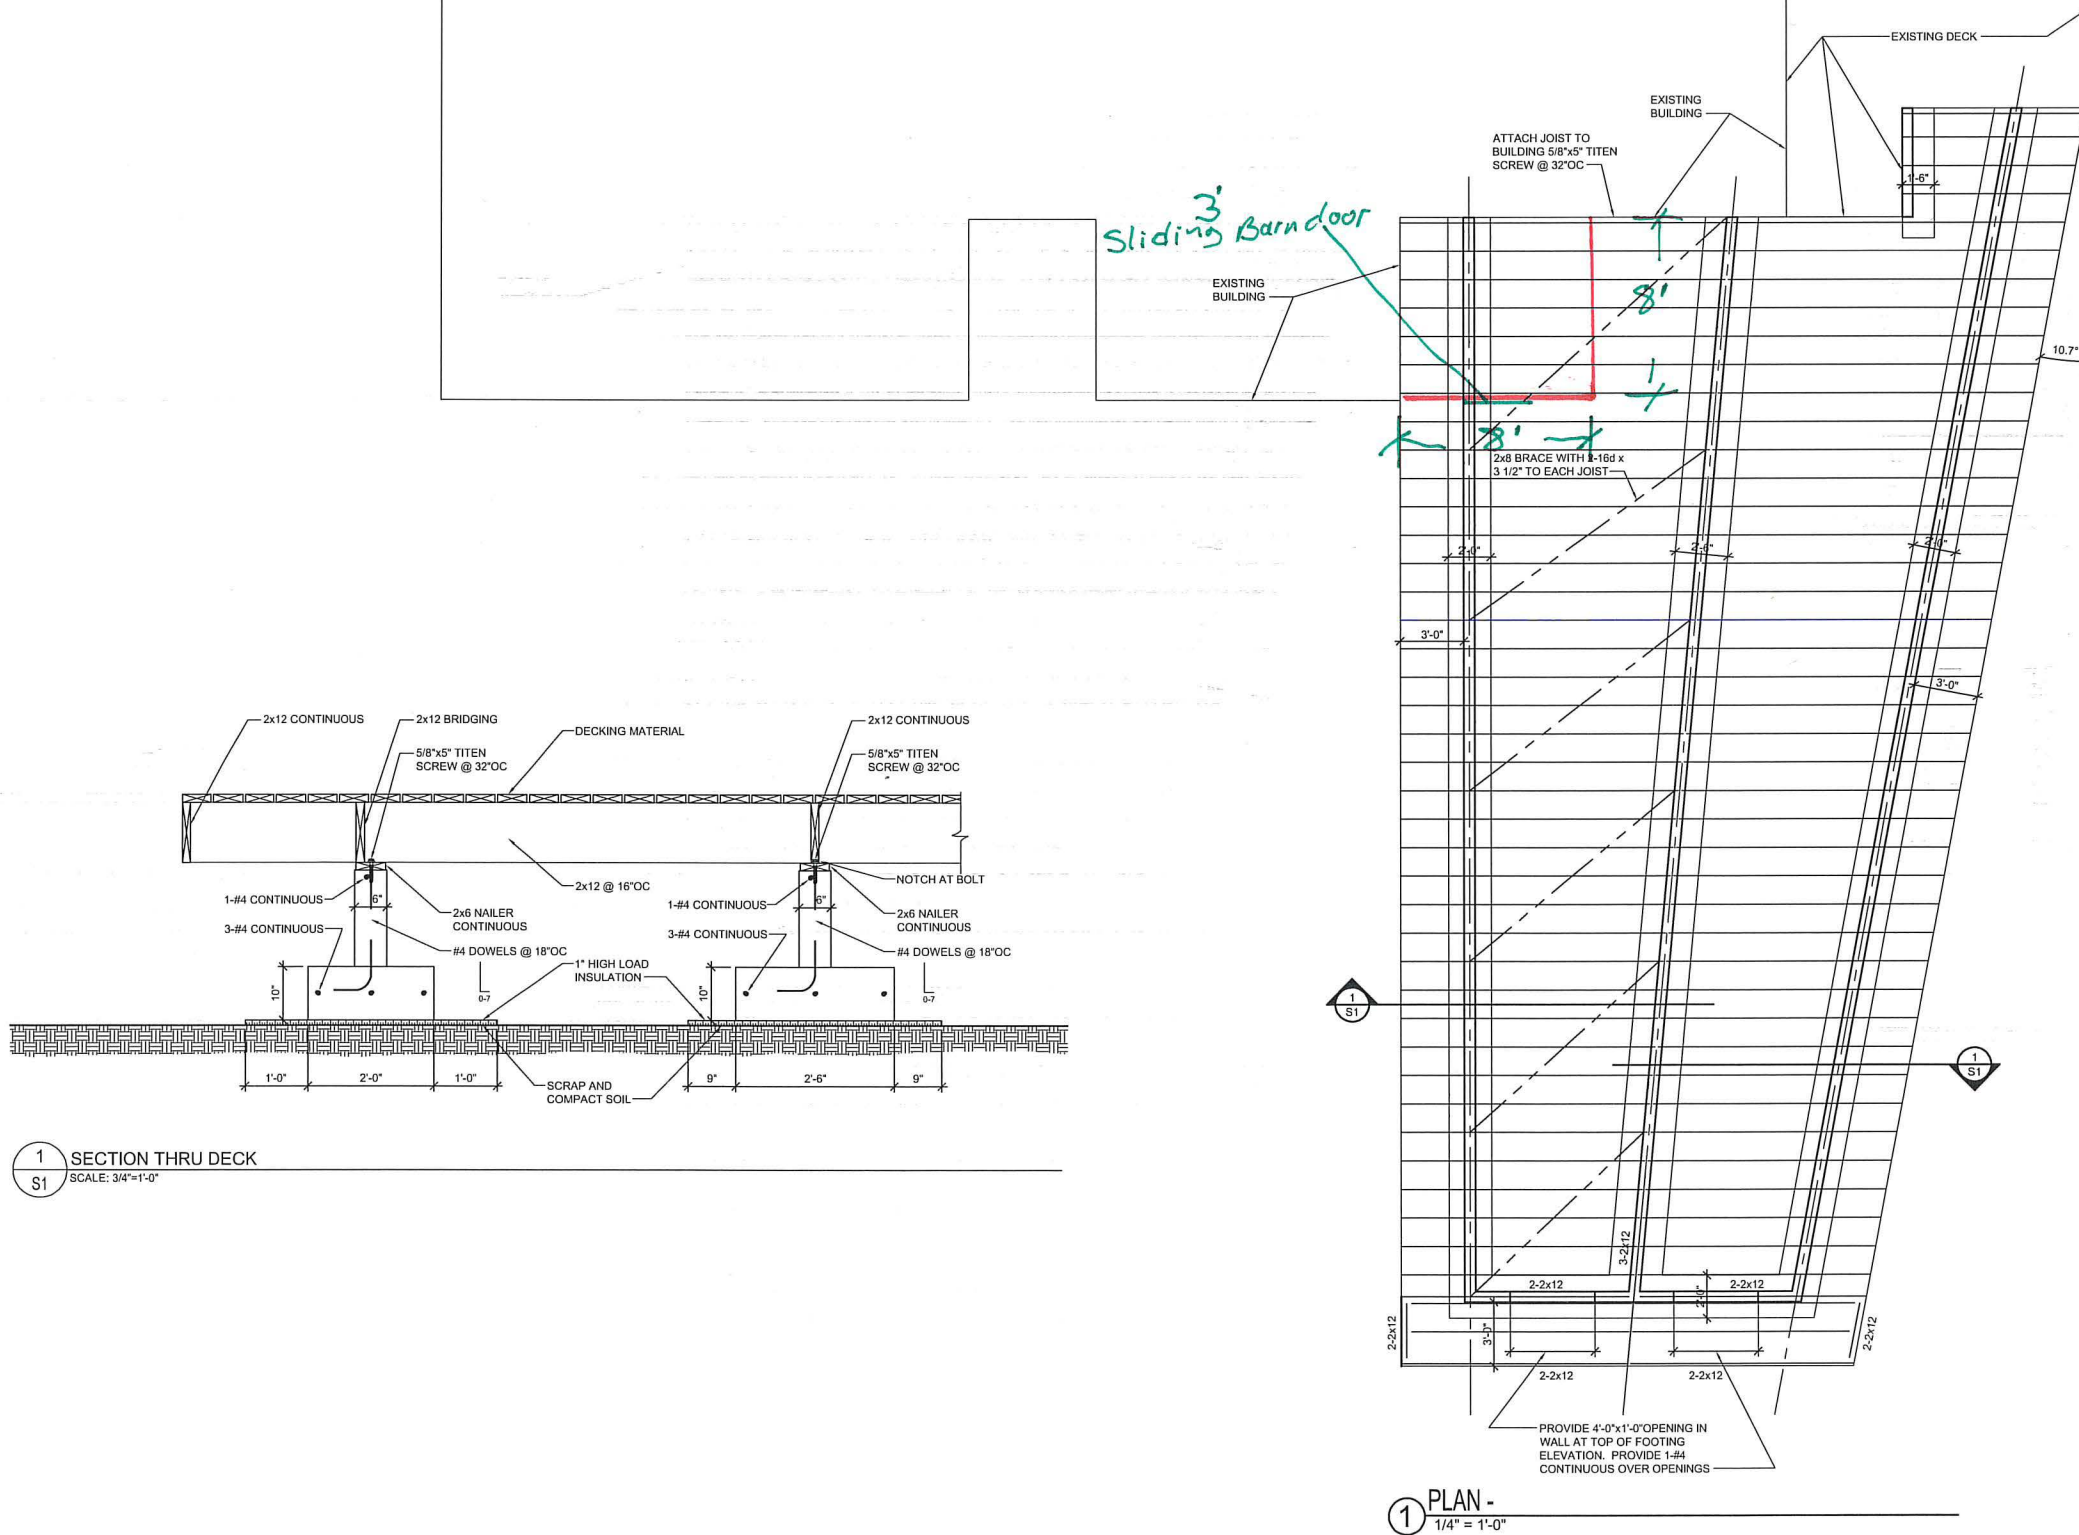 EXISTING DECK
EXISTING
BUILDING
ATTACH JOIST TO
BUILDING 5/8"x5" TITEN
SCREW @ 32"OC
1'-6"
3'
Sliding Barn door
EXISTING
BUILDING
8'
10.7°
8'
2x8 BRACE WITH 2-16d x
3 1/2" TO EACH JOIST
2'-0"
2'-6"
2'-0"
3'-0"
3'-0"
2x12 CONTINUOUS
2x12 BRIDGING
5/8"x5" TITEN
SCREW @ 32"OC
DECKING MATERIAL
2x12 CONTINUOUS
5/8"x5" TITEN
SCREW @ 32"OC
1-#4 CONTINUOUS
6"
2x12 @ 16"OC
1-#4 CONTINUOUS
6"
NOTCH AT BOLT
3-#4 CONTINUOUS
2x6 NAILER
CONTINUOUS
3-#4 CONTINUOUS
2x6 NAILER
CONTINUOUS
#4 DOWELS @ 18"OC
#4 DOWELS @ 18"OC
10"
0-7
1" HIGH LOAD
INSULATION
10"
0-7
1'-0"
2'-0"
1'-0"
SCRAP AND
COMPACT SOIL
9"
2'-6"
9"
1
S1
SECTION THRU DECK
SCALE: 3/4"=1'-0"
1
S1
1
S1
3-2x12
2-2x12
2-2x12
2'-0"
3'-0"
2-2x12
2-2x12
2-2x12
2-2x12
PROVIDE 4'-0"x1'-0"OPENING IN
WALL AT TOP OF FOOTING
ELEVATION. PROVIDE 1-#4
CONTINUOUS OVER OPENINGS
1
PLAN -
1/4" = 1'-0"